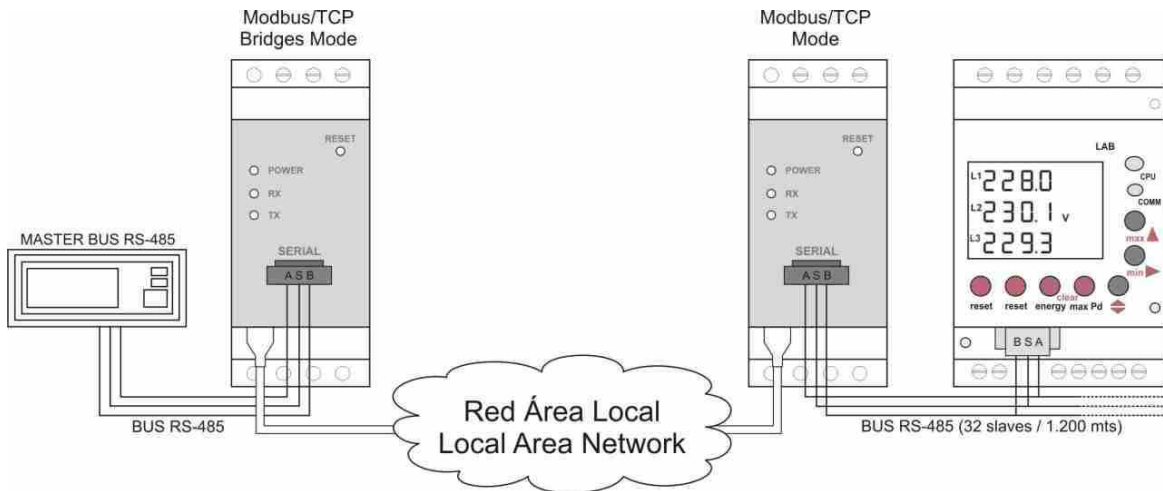 Modbus/TCP
Bridges Mode
RESET
POWER
RX
TX
SERIAL
A S B
MASTER BUS RS-485
BUS RS-485
Red Área Local
Local Area Network
Modbus/TCP
Mode
RESET
POWER
RX
TX
SERIAL
A S B
LAB
CPU
COMM
L1 228.0
L2 230.1 v
L3 229.3
max
min
reset reset energy clear max Pd
B S A
BUS RS-485 (32 slaves / 1.200 mts)